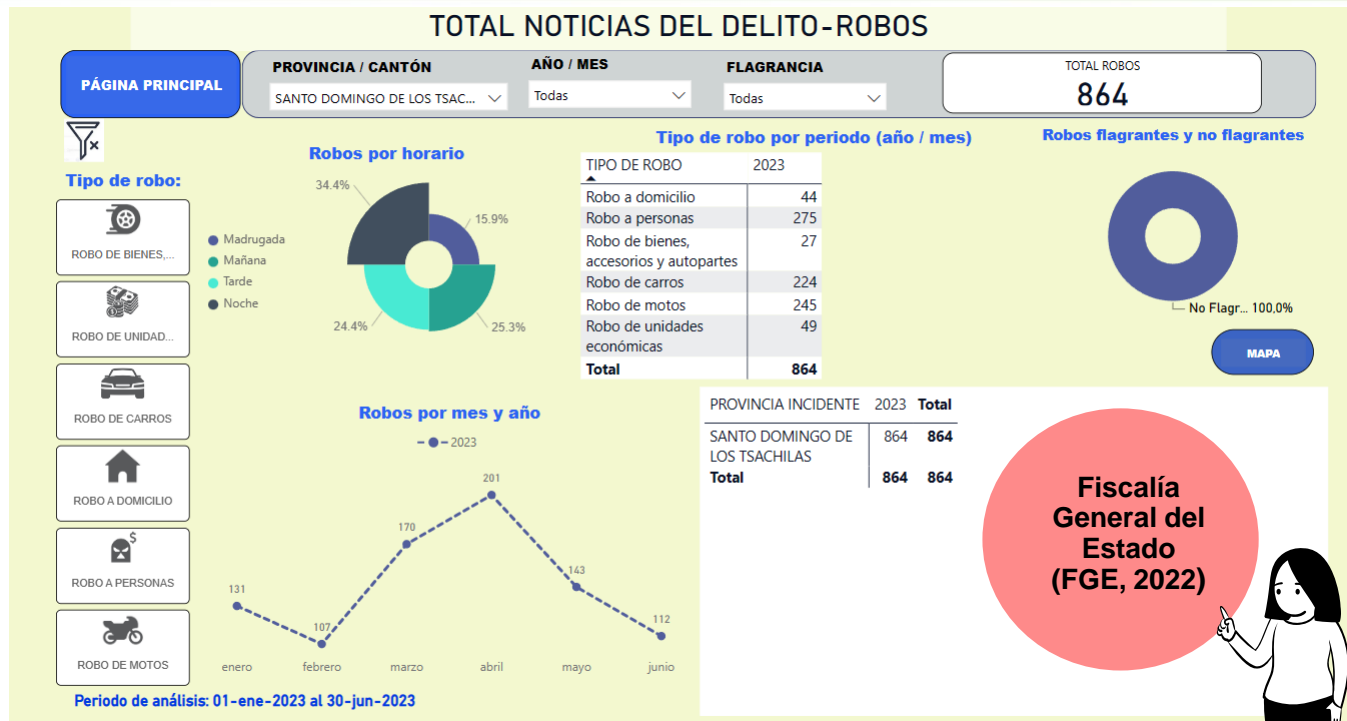 TOTAL NOTICIAS DEL DELITO-ROBOS
PÁGINA PRINCIPAL
PROVINCIA / CANTÓN
SANTO DOMINGO DE LOS TSAC...
AÑO / MES
Todas
FLAGRANCIA
Todas
TOTAL ROBOS
864
Tipo de robo:
ROBO DE BIENES,...
ROBO DE UNIDAD...
ROBO DE CARROS
ROBO A DOMICILIO
ROBO A PERSONAS
ROBO DE MOTOS
Robos por horario
34.4%
15.9%
24.4%
25.3%
Madrugada
Mañana
Tarde
Noche
Tipo de robo por periodo (año / mes)
TIPO DE ROBO 2023
Robo a domicilio 44
Robo a personas 275
Robo de bienes, 27
accesorios y autopartes
Robo de carros 224
Robo de motos 245
Robo de unidades 49
económicas
Total 864
Robos flagrantes y no flagrantes
No Flagr... 100,0%
MAPA
Robos por mes y año
2023
131
107
170
201
143
112
enero febrero marzo abril mayo junio
PROVINCIA INCIDENTE 2023 Total
SANTO DOMINGO DE 864 864
LOS TSACHILAS
Total 864 864
Fiscalía
General del
Estado
(FGE, 2022)
$
Periodo de análisis: 01-ene-2023 al 30-jun-2023